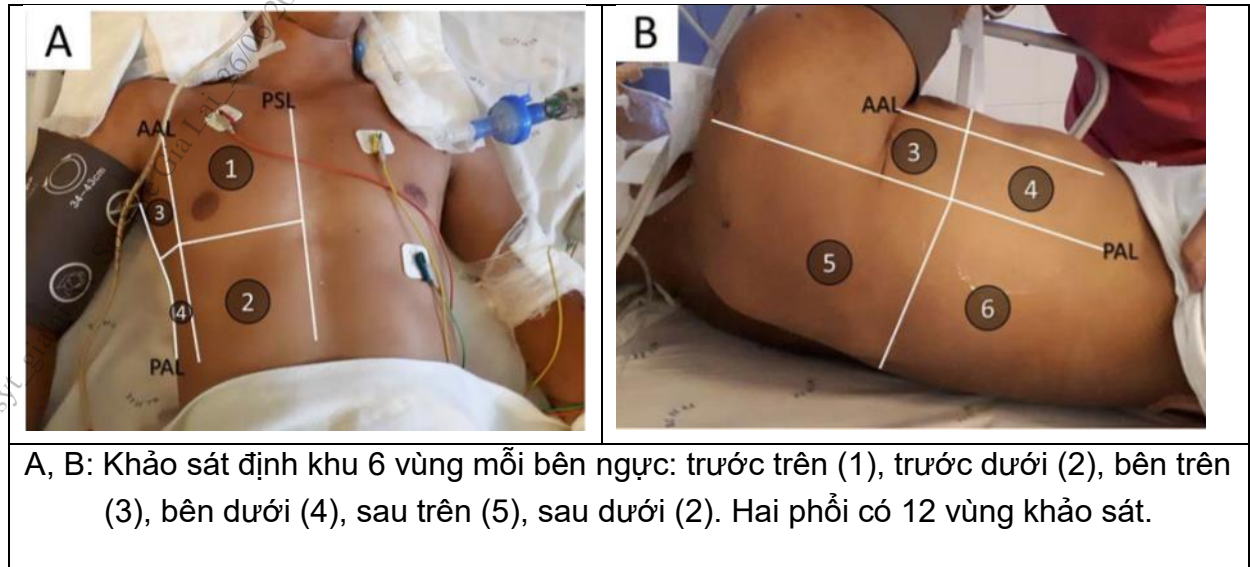 A
PSL
AAL
1
3
2
4
PAL
34-43cm
B
AAL
3
4
5
PAL
6
A, B: Khảo sát định khu 6 vùng mỗi bên ngực: trước trên (1), trước dưới (2), bên trên
(3), bên dưới (4), sau trên (5), sau dưới (2). Hai phổi có 12 vùng khảo sát.